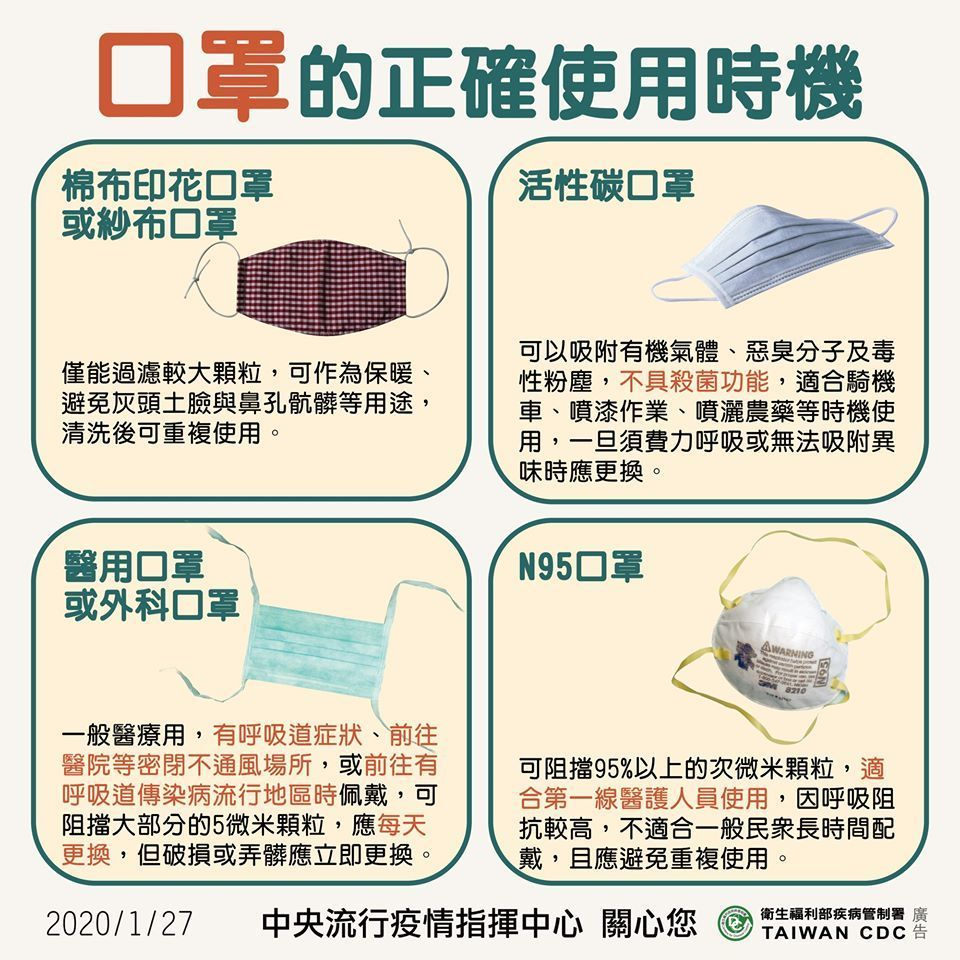 口罩的正確使用時機
棉布印花口罩
或紗布口罩
僅能過濾較大顆粒，可作為保暖、
避免灰頭土臉與鼻孔骯髒等用途，
清洗後可重複使用。
活性碳口罩
可以吸附有機氣體、惡臭分子及毒
性粉塵，不具殺菌功能，適合騎機
車、噴漆作業、噴灑農藥等時機使
用，一旦須費力呼吸或無法吸附異
味時應更換。
醫用口罩
或外科口罩
一般醫療用，有呼吸道症狀、前往
醫院等密閉不通風場所，或前往有
呼吸道傳染病流行地區時佩戴，可
阻擋大部分的5微米顆粒，應每天
更換，但破損或弄髒應立即更換。
N95口罩
WARNING
N95
3M 8210
可阻擋95%以上的次微米顆粒，適
合第一線醫護人員使用，因呼吸阻
抗較高，不適合一般民眾長時間配
戴，且應避免重複使用。
2020/1/27
中央流行疫情指揮中心 關心您
衛生福利部疾病管制署
TAIWAN CDC
廣告